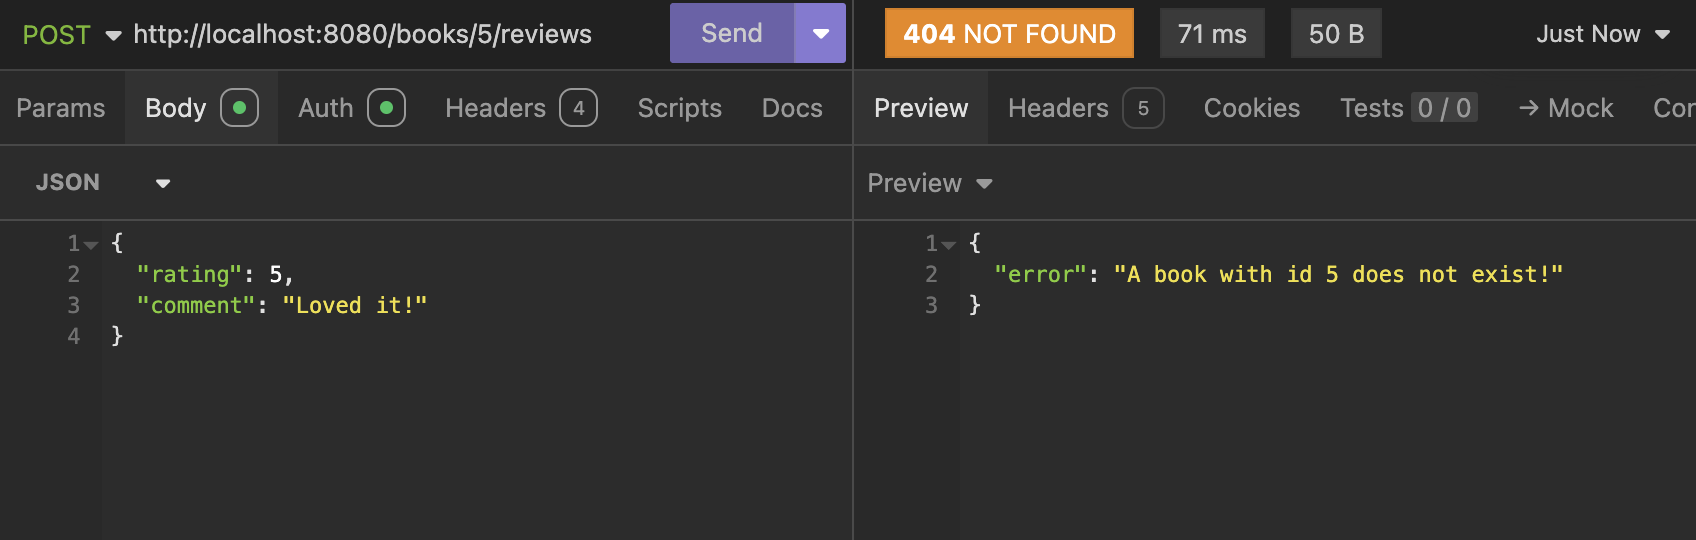 POST http://localhost:8080/books/5/reviews Send
404 NOT FOUND 71 ms 50 B Just Now
Params Body Auth Headers 4 Scripts Docs
Preview Headers 5 Cookies Tests 0 / 0 → Mock Cor
JSON
Preview
1 {
2 "rating": 5,
3 "comment": "Loved it!"
4 }
1 {
2 "error": "A book with id 5 does not exist!"
3 }